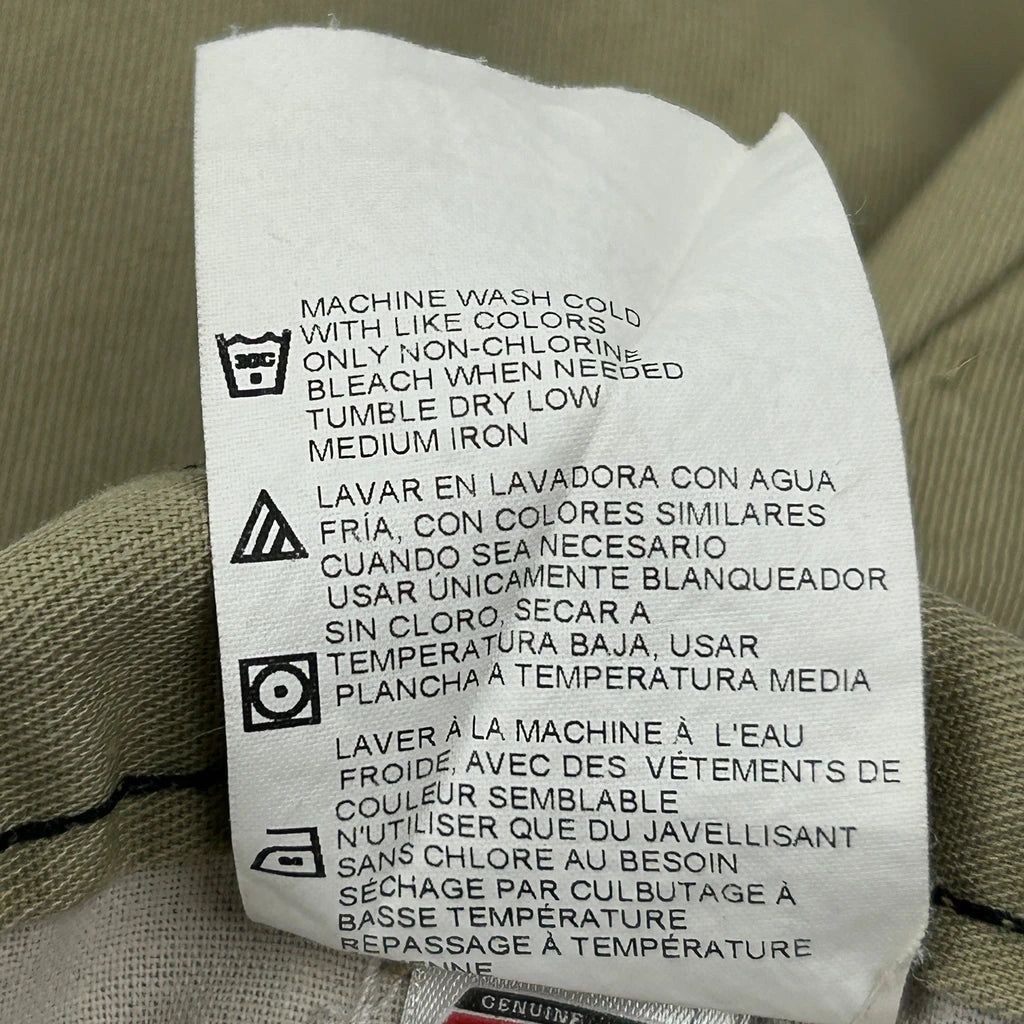 MACHINE WASH COLD
WITH LIKE COLORS
ONLY NON-CHLORINE
BLEACH WHEN NEEDED
TUMBLE DRY LOW
MEDIUM IRON
30C
LAVAR EN LAVADORA CON AGUA
FRÍA, CON COLORES SIMILARES
CUANDO SEA NECESARIO
USAR ÚNICAMENTE BLANQUEADOR
SIN CLORO, SECAR A
TEMPERATURA BAJA, USAR
PLANCHA A TEMPERATURA MEDIA
LAVER À LA MACHINE À L'EAU
FROIDE, AVEC DES VÉTEMENTS DE
COULEUR SEMBLABLE
N'UTILISER QUE DU JAVELLISANT
SANS CHLORE AU BESOIN
SÉCHAGE PAR CULBUTAGE À
BASSE TEMPÉRATURE
REPASSAGE À TEMPÉRATURE
GENUINE